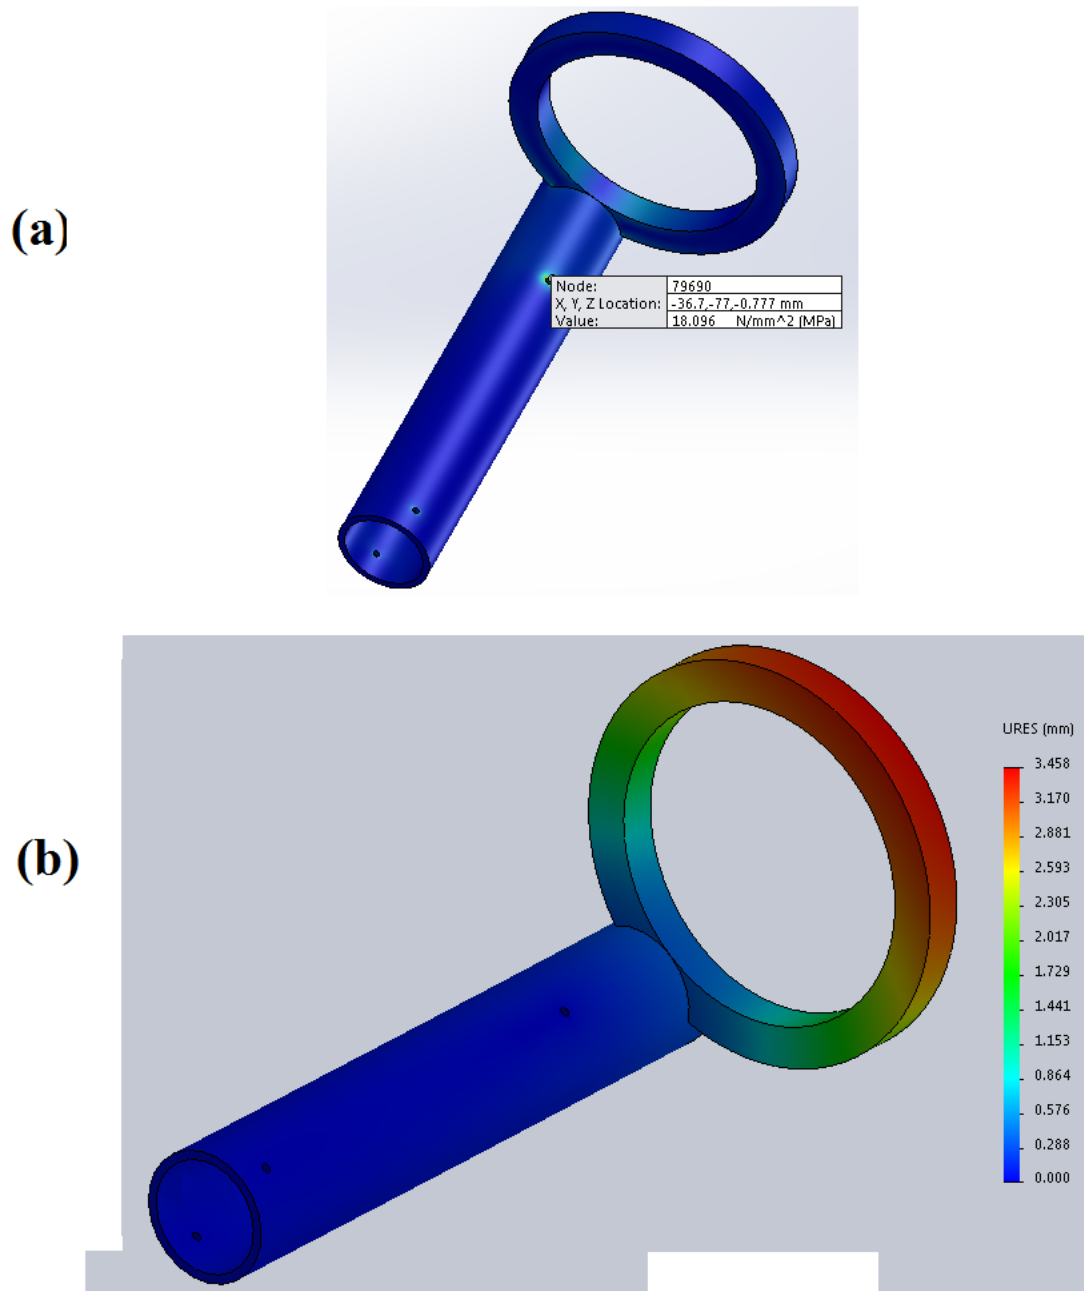 (a)
Node: 79690
X, Y, Z Location: -36.7,-77,-0.777 mm
Value: 18.096 N/mm^2 (MPa)
(b)
URES (mm)
3.458
3.170
2.881
2.593
2.305
2.017
1.729
1.441
1.153
0.864
0.576
0.288
0.000